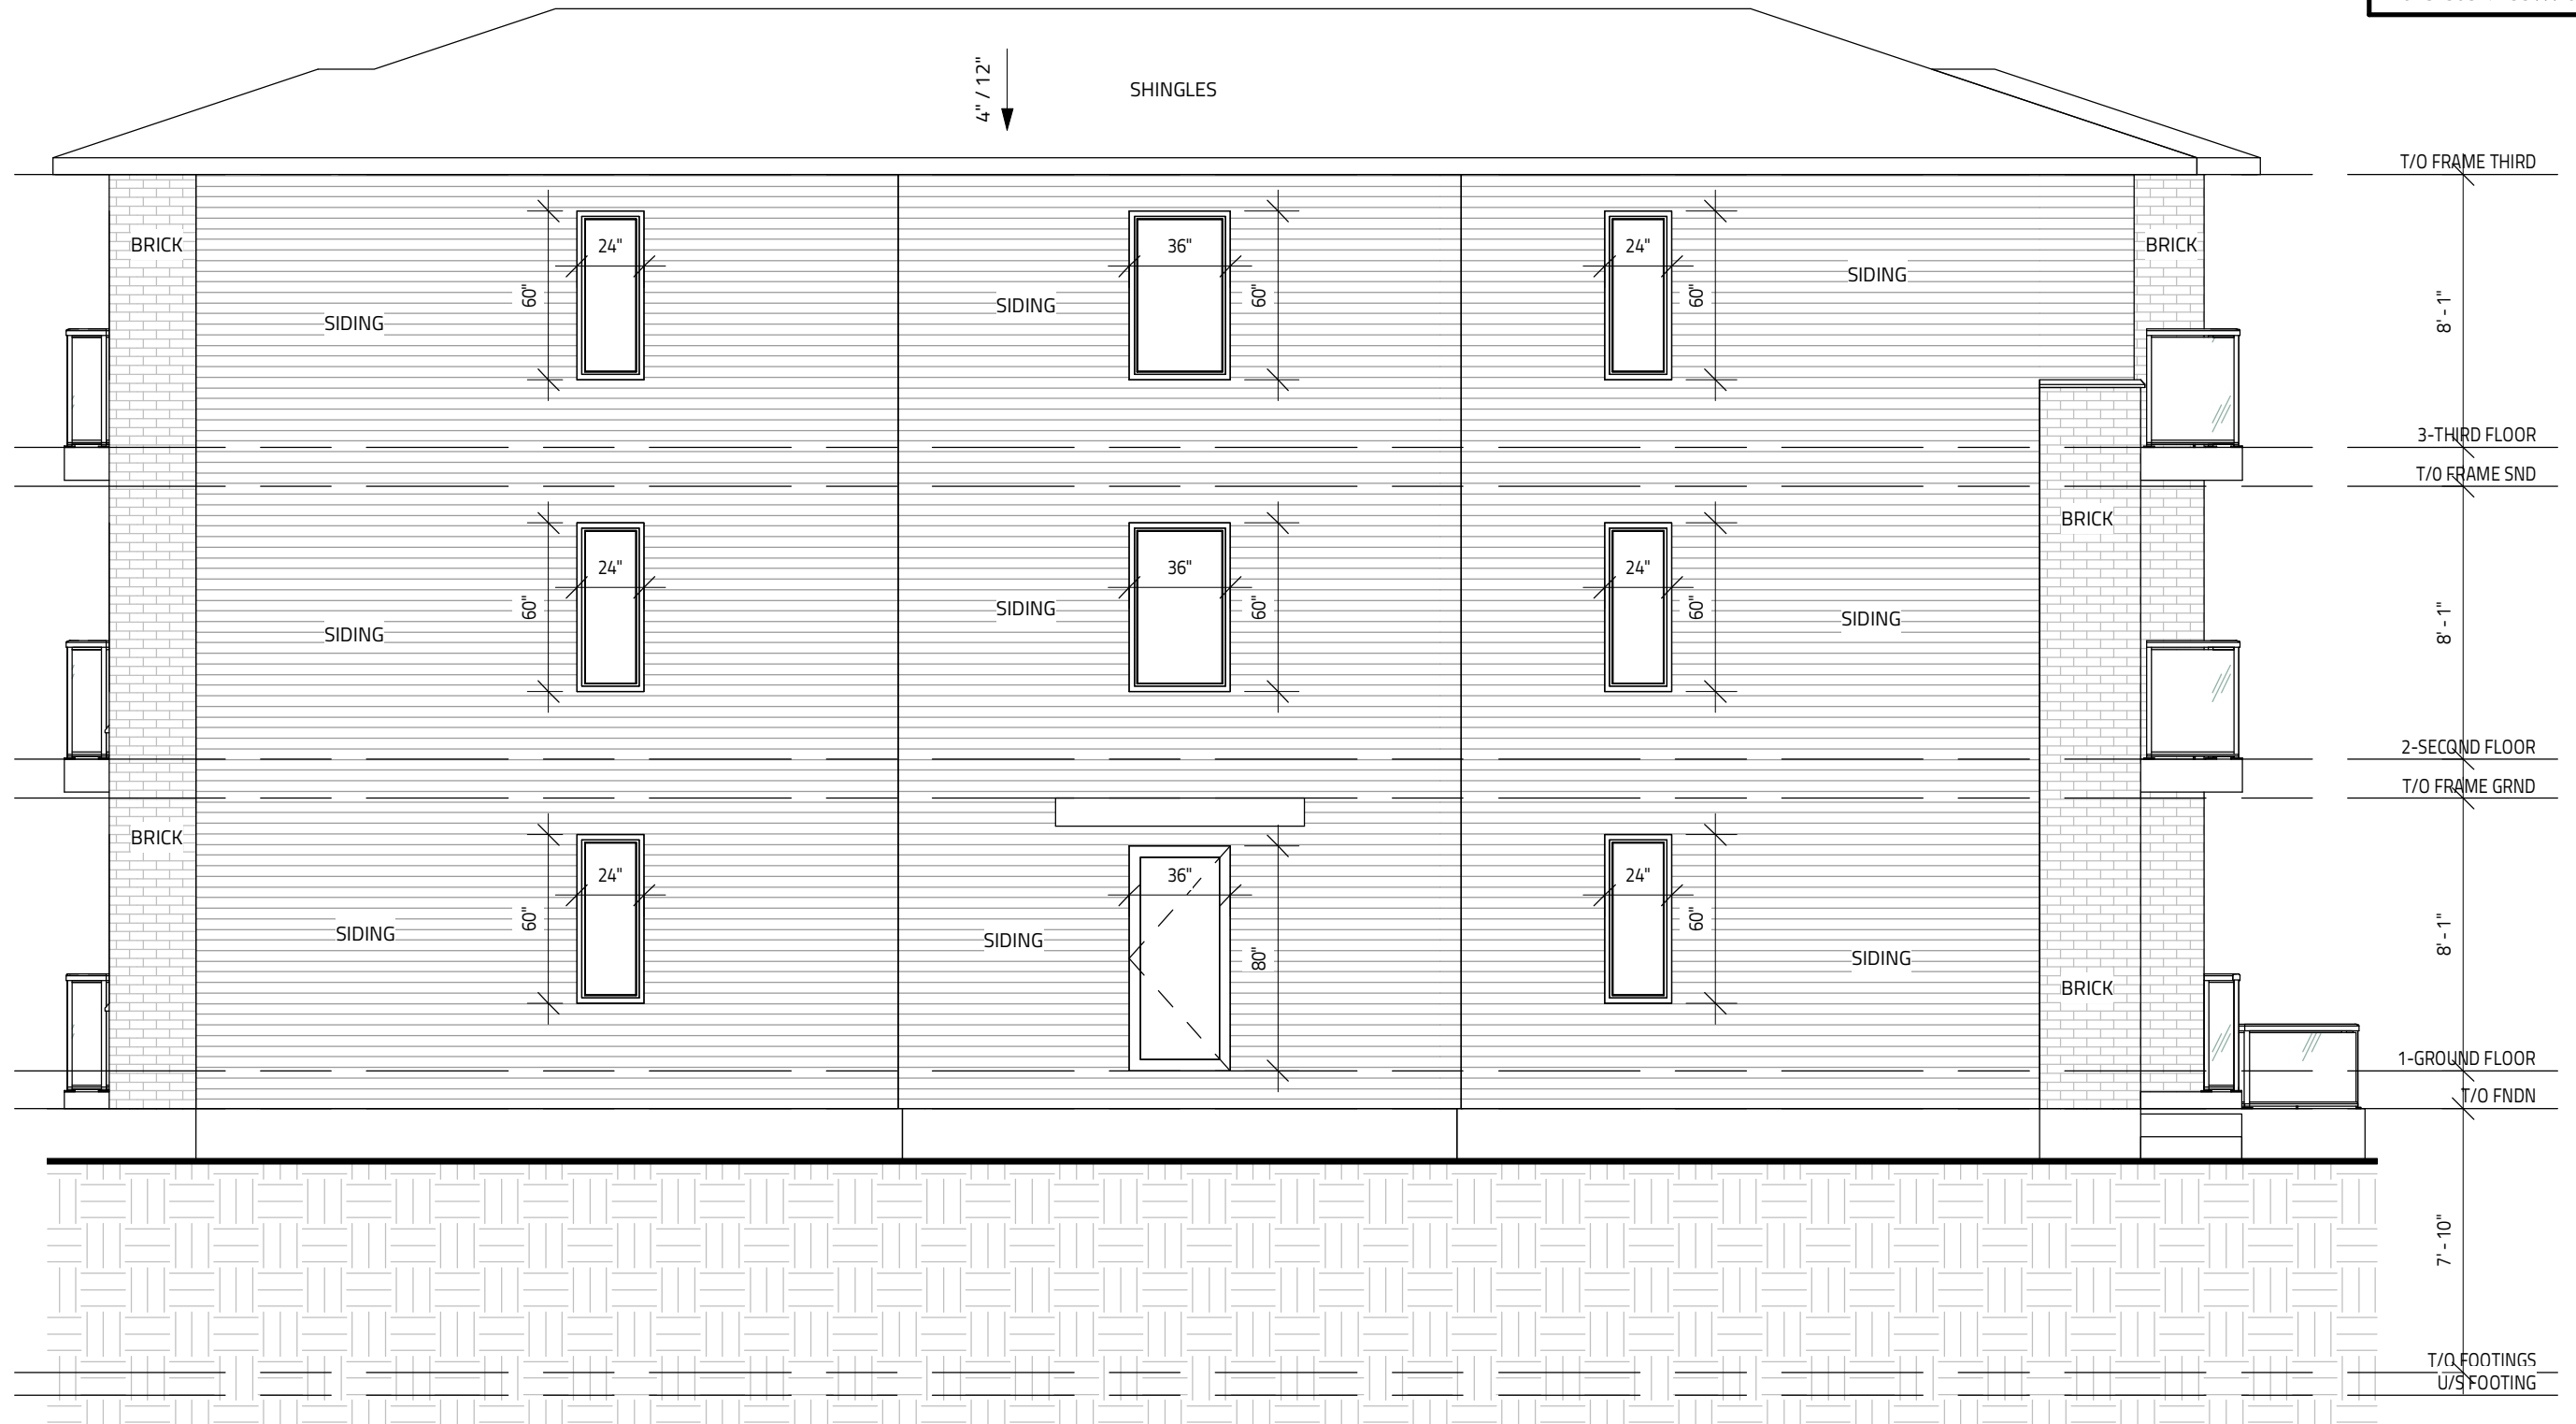 4" / 12"
SHINGLES
T/O FRAME THIRD
BRICK
24"
36"
24"
BRICK
SIDING
60"
60"
60"
SIDING
SIDING
8' - 1"
3-THIRD FLOOR
T/O FRAME SND
BRICK
24"
36"
24"
60"
SIDING
60"
60"
SIDING
8' - 1"
SIDING
2-SECOND FLOOR
T/O FRAME GRND
BRICK
24"
36"
24"
60"
60"
SIDING
SIDING
80"
SIDING
8' - 1"
BRICK
1-GROUND FLOOR
T/O FNDN
7' - 10"
T/O FOOTINGS
U/S FOOTING